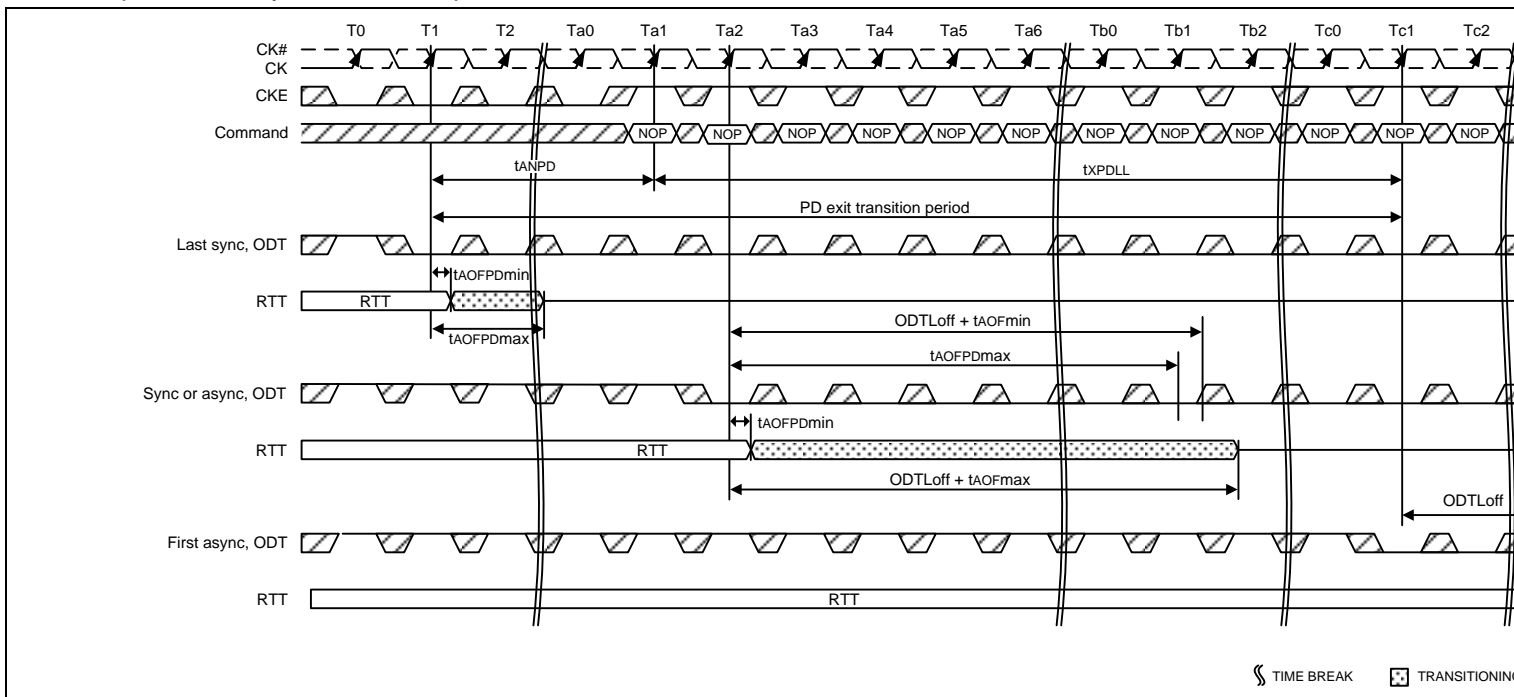 T0 T1 T2 Ta0 Ta1 Ta2 Ta3 Ta4 Ta5 Ta6 Tb0 Tb1 Tb2 Tc0 Tc1 Tc2
CK#
CK
CKE
Command NOP NOP NOP NOP NOP NOP NOP NOP NOP NOP NOP NOP
tANPD tXPDLL
PD exit transition period
Last sync, ODT
tAOFPDmin
RTT RTT
tAOFPDmax
ODTLoff + tAOFmin
tAOFPDmax
Sync or async, ODT
tAOFPDmin
RTT RTT
ODTLoff + tAOFmax
ODTLoff
First async, ODT
RTT RTT
TIME BREAK TRANSITIONING